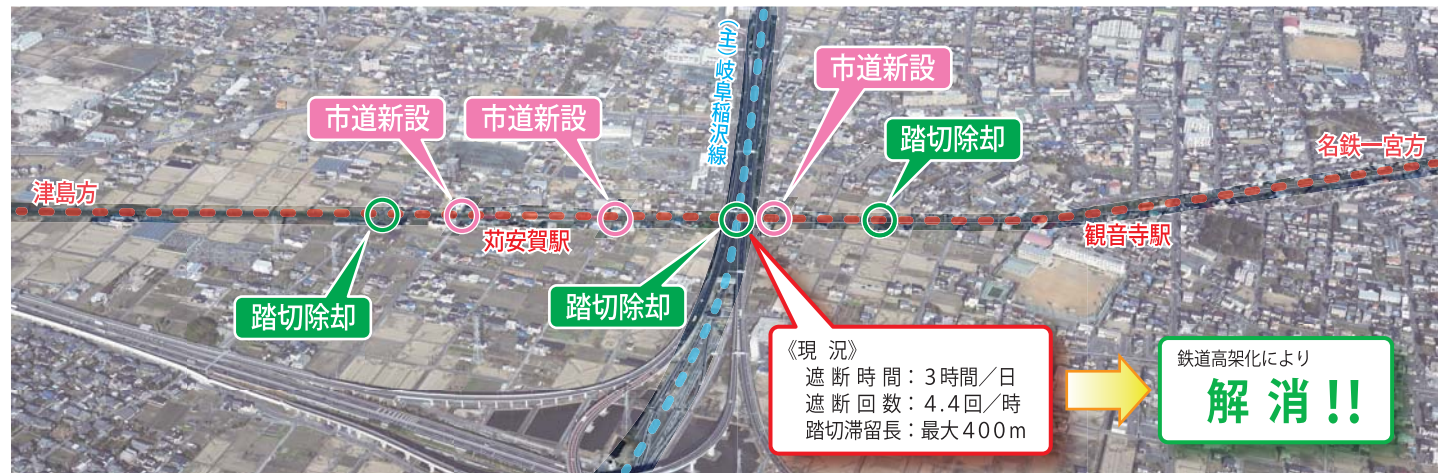 (主)岐阜稲沢線
市道新設
市道新設
市道新設
踏切除却
名鉄一宮方
津島方
苅安賀駅
観音寺駅
踏切除却
踏切除却
《現 況》
遮断時間：3時間／日
遮断回数：4.4回／時
踏切滞留長：最大400m
鉄道高架化により
解消!!